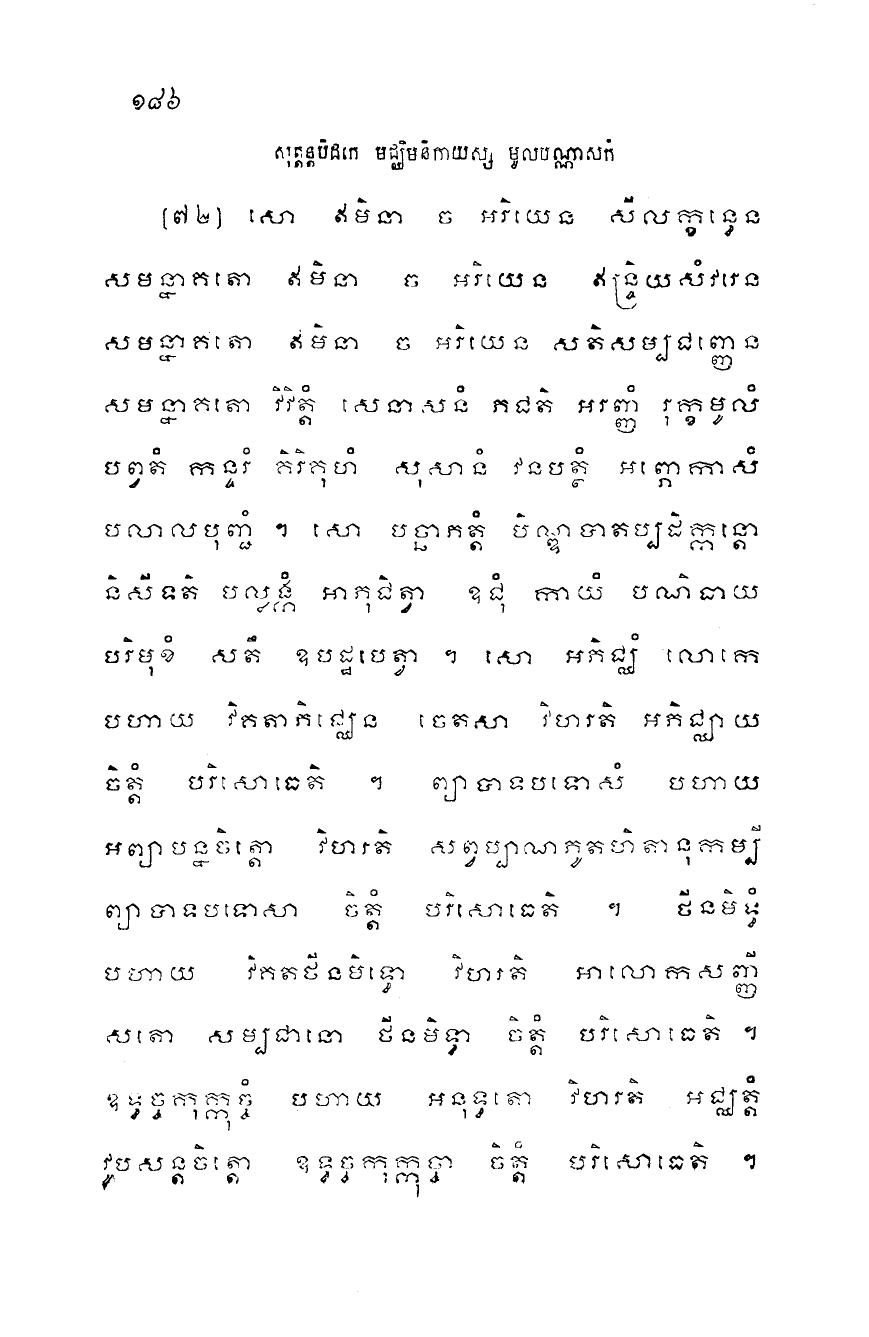 ១៨៦
សុត្តន្តបិដកេ មជ្ឈិមនិកាយស្ស មូលបណ្ណាសកំ
[៧២] សោ ឥមិនា ច អរិយេន សីលក្ខន្ធេន
សមន្នាគតោ ឥមិនា ច អរិយេន ឥន្ទ្រិយសំវរេន
សមន្នាគតោ ឥមិនា ច អរិយេន សតិសម្បជញ្ញេន
សមន្នាគតោ វិវិត្តំ សេនាសនំ ភជតិ អរញ្ញំ រុក្ខមូលំ
បព្វតំ កន្ទរំ គិរិគុហំ សុសានំ វនបត្ថំ អព្ភោកាសំ
បលាលបុញ្ជំ ។ សោ បច្ឆាភត្តំ បិណ្ឌបាតប្បដិក្កន្តោ
និសីទតិ បល្លង្កំ អាភុជិត្វា ឧជុំ កាយំ បណិធាយ
បរិមុខំ សតឹ ឧបដ្ឋបេត្វា ។ សោ អភិជ្ឈំ លោកេ
បហាយ វិគតាភិជ្ឈេន ចេតសា វិហរតិ អភិជ្ឈាយ
ចិត្តំ បរិសោធេតិ ។ ព្យាបាទបទោសំ បហាយ
អព្យាបន្នចិត្តោ វិហរតិ សព្វប្បាណភូតហិតានុកម្បី
ព្យាបាទបទោសា ចិត្តំ បរិសោធេតិ ។ ថីនមិទ្ធំ
បហាយ វិគតថីនមិទ្ធោ វិហរតិ អាលោកសញ្ញី
សតោ សម្បជានោ ថីនមិទ្ធា ចិត្តំ បរិសោធេតិ ។
ឧទ្ធច្ចកុក្កុច្ចំ បហាយ អនុទ្ធតោ វិហរតិ អជ្ឈត្តំ
វូបសន្តចិត្តោ ឧទ្ធច្ចកុក្កុច្ចា ចិត្តំ បរិសោធេតិ ។